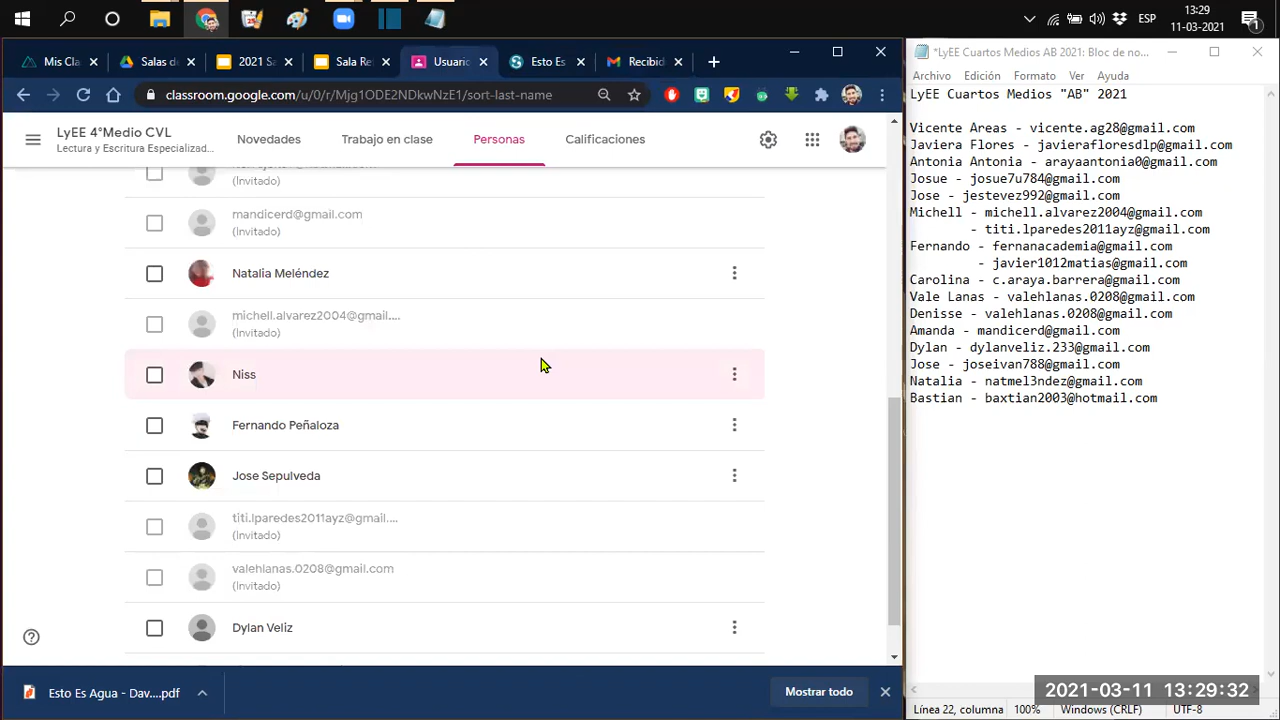 ESP
13:29
11-03-2021
1
Mis Cla
Salas d
2021 -
Sala Re
Usuari
Esto Es
Recibid
classroom.google.com/u/0/r/Mjg1ODE2NDkwNzE1/sort-last-name
LyEE 4°Medio CVL
Lectura y Escritura Especializad...
Novedades
Trabajo en clase
Personas
Calificaciones
(Invitado)
mandicerd@gmail.com
(Invitado)
Natalia Meléndez
michell.alvarez2004@gmail....
(Invitado)
Niss
Fernando Peñaloza
Jose Sepulveda
titi.lparedes2011ayz@gmail....
(Invitado)
valehlanas.0208@gmail.com
(Invitado)
Dylan Veliz
Esto Es Agua - Dav....pdf
Mostrar todo
*LyEE Cuartos Medios AB 2021: Bloc de no...
Archivo Edición Formato Ver Ayuda
LyEE Cuartos Medios "AB" 2021
Vicente Areas - vicente.ag28@gmail.com
Javiera Flores - javierafloresdlp@gmail.com
Antonia Antonia - arayaantonia0@gmail.com
Josue - josue7u784@gmail.com
Jose - jestevez992@gmail.com
Michell - michell.alvarez2004@gmail.com
- titi.lparedes2011ayz@gmail.com
Fernando - fernanacademia@gmail.com
- javier1012matias@gmail.com
Carolina - c.araya.barrera@gmail.com
Vale Lanas - valehlanas.0208@gmail.com
Denisse - valehlanas.0208@gmail.com
Amanda - mandicerd@gmail.com
Dylan - dylanveliz.233@gmail.com
Jose - joseivan788@gmail.com
Natalia - natmel3ndez@gmail.com
Bastian - baxtian2003@hotmail.com
2021-03-11 13:29:32
Línea 22, columna
100%
Windows (CRLF)
UTF-8